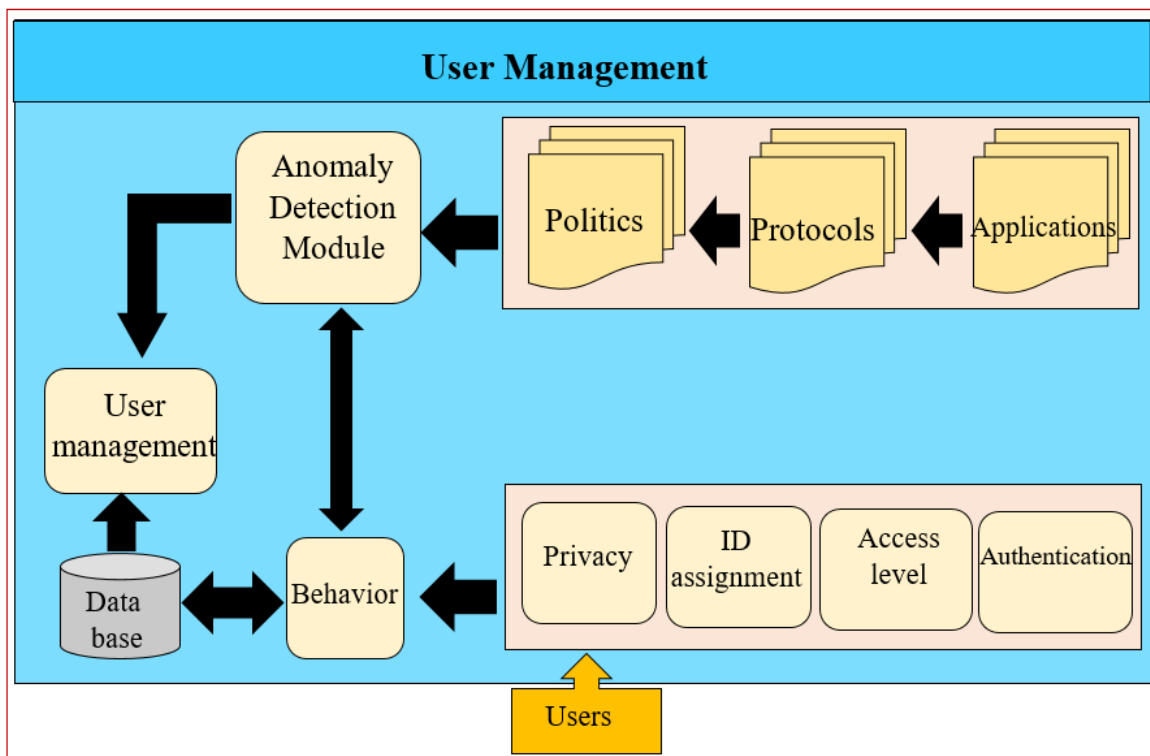 User Management
Anomaly
Detection
Module
Politics
Protocols
Applications
User
management
Privacy
ID
assignment
Access
level
Authentication
Behavior
Data
base
Users